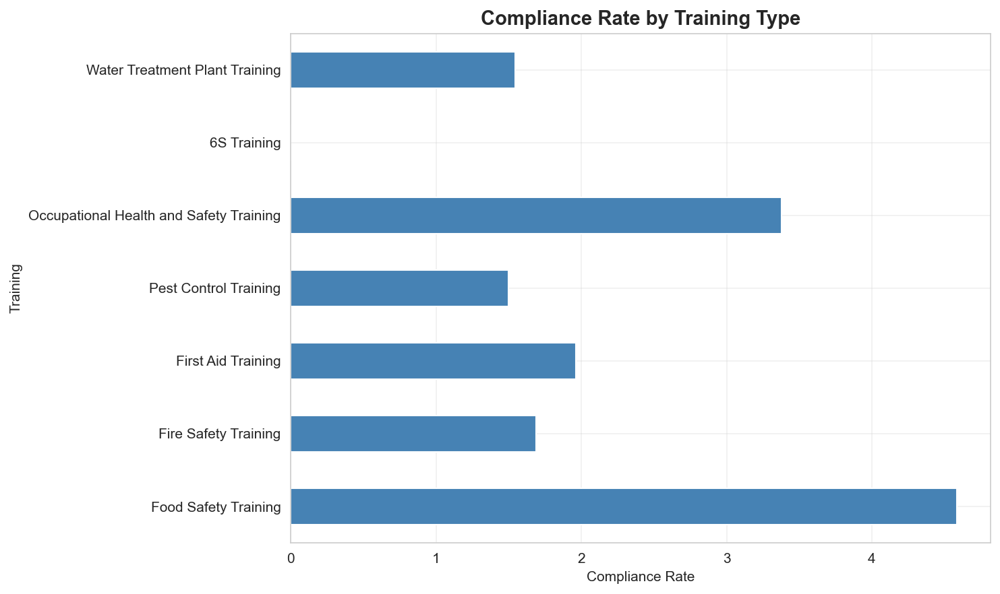 Compliance Rate by Training Type
Water Treatment Plant Training
6S Training
Occupational Health and Safety Training
Pest Control Training
First Aid Training
Fire Safety Training
Food Safety Training
Training
0 1 2 3 4
Compliance Rate